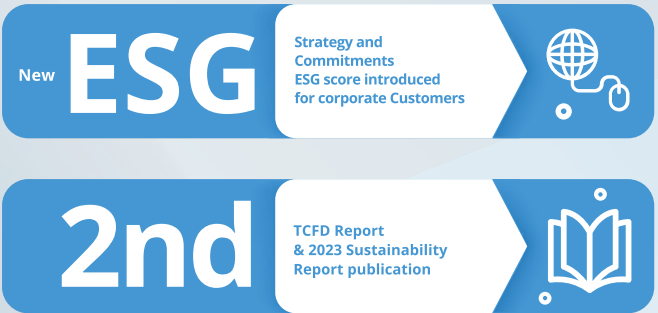 New ESG
Strategy and
Commitments
ESG score introduced
for corporate Customers
2nd
TCFD Report
& 2023 Sustainability
Report publication